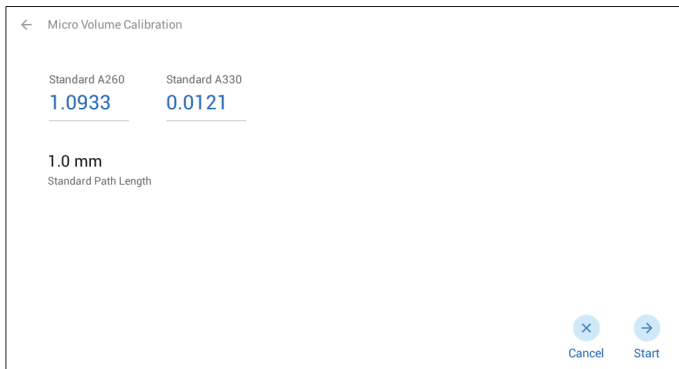 Micro Volume Calibration
Standard A260 Standard A330
1.0933 0.0121
1.0 mm
Standard Path Length
Cancel Start